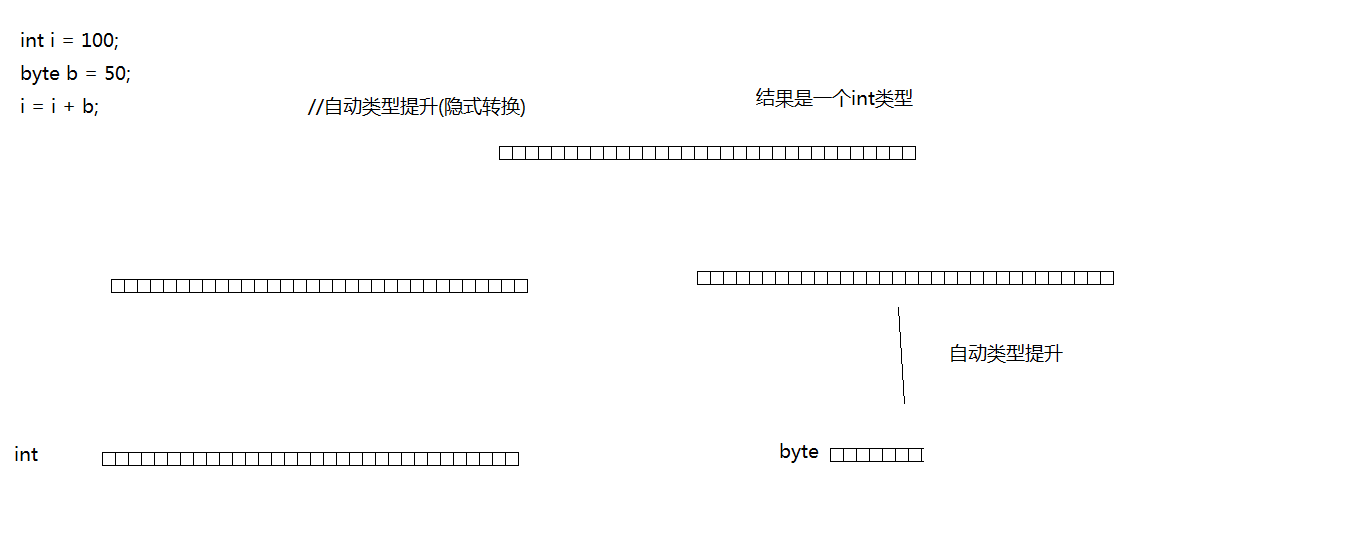 int i = 100;
byte b = 50;
i = i + b; //自动类型提升(隐式转换)
结果是一个int类型
自动类型提升
int
byte